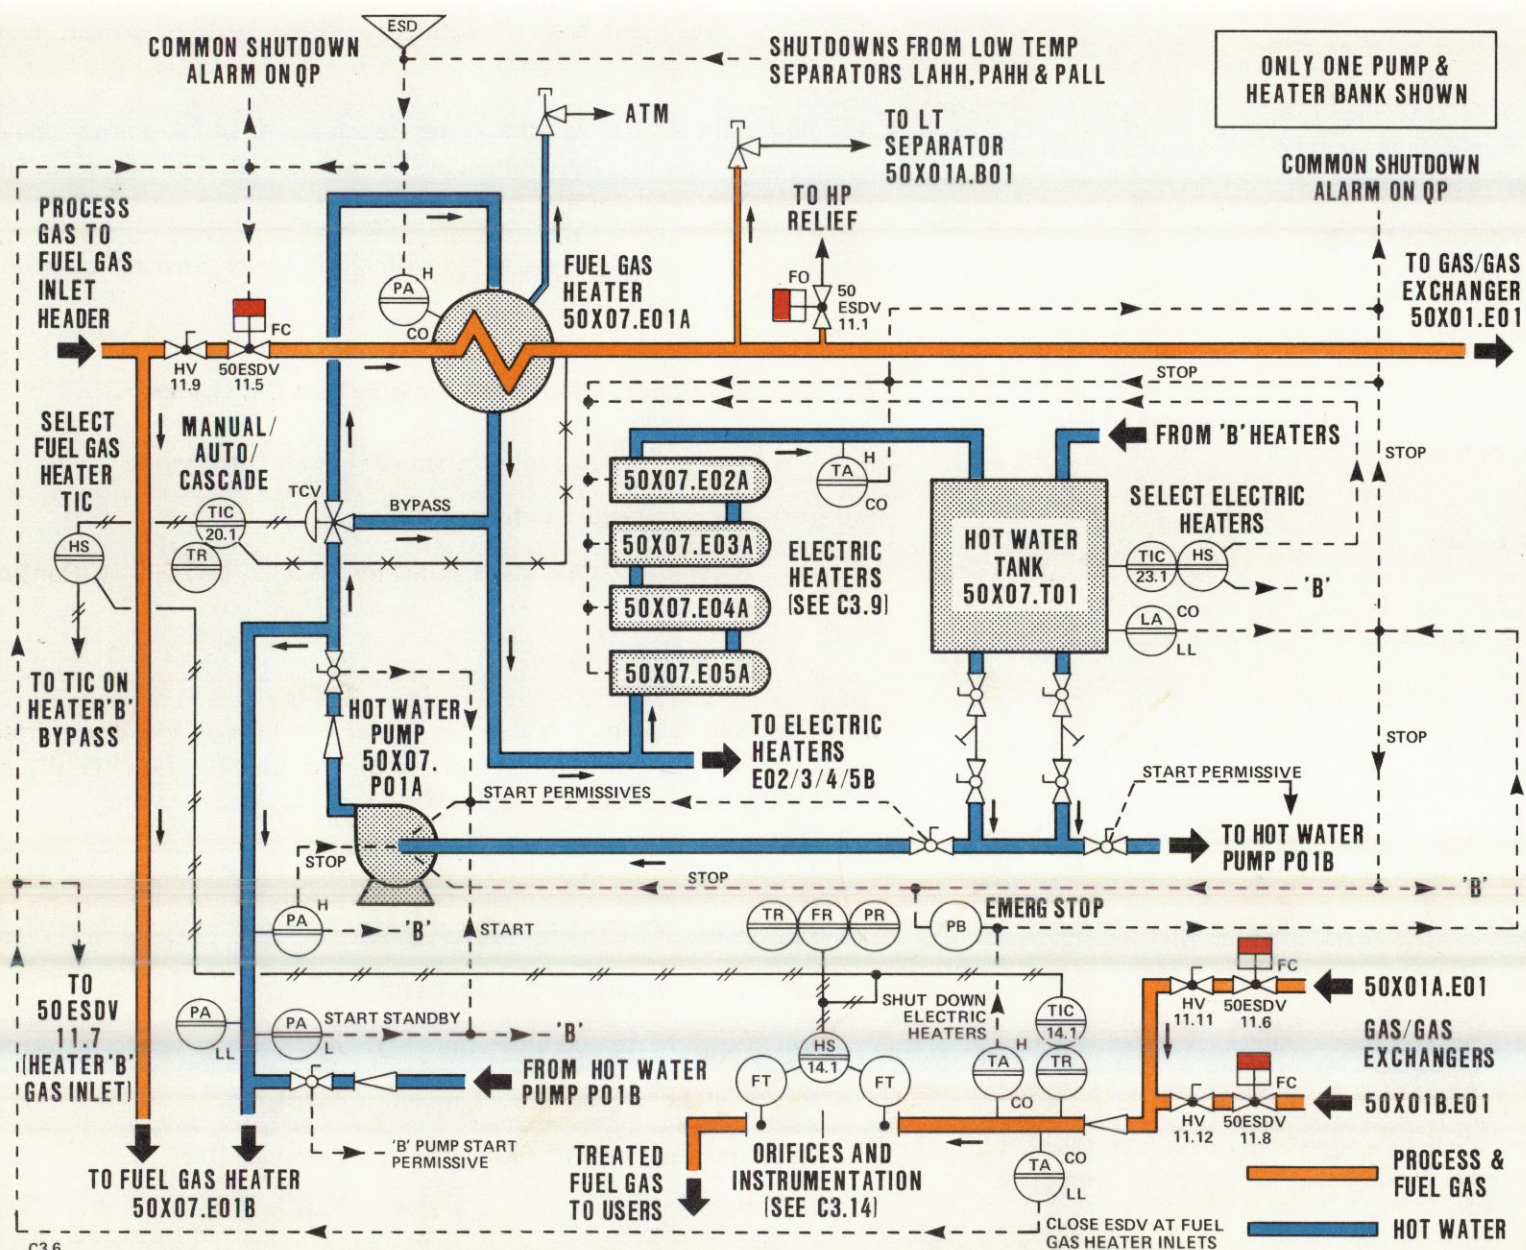 ESD
COMMON SHUTDOWN
ALARM ON QP
SHUTDOWNS FROM LOW TEMP
SEPARATORS LAHH, PAHH & PALL
ONLY ONE PUMP &
HEATER BANK SHOWN
ATM
TO LT
SEPARATOR
50X01A.B01
COMMON SHUTDOWN
ALARM ON QP
PROCESS
GAS TO
FUEL GAS
INLET
HEADER
TO HP
RELIEF
PA
H
CO
FUEL GAS
HEATER
50X07.E01A
FO
50
ESDV
11.1
TO GAS/GAS
EXCHANGER
50X01.E01
FC
HV
11.9
50ESDV
11.5
STOP
SELECT
FUEL GAS
HEATER
TIC
MANUAL/
AUTO/
CASCADE
TCV
BYPASS
TIC
20.1
TR
HS
50X07.E02A
50X07.E03A
50X07.E04A
50X07.E05A
TA
H
CO
ELECTRIC
HEATERS
(SEE C3.9)
FROM 'B' HEATERS
STOP
HOT WATER
TANK
50X07.T01
SELECT ELECTRIC
HEATERS
TIC
23.1
HS
'B'
LA
CO
LL
TO TIC ON
HEATER 'B'
BYPASS
HOT WATER
PUMP
50X07.
P01A
TO ELECTRIC
HEATERS
E02/3/4/5B
STOP
START PERMISSIVES
START PERMISSIVE
TO HOT WATER
PUMP P01B
STOP
STOP
'B'
PA
H
'B'
START
TR
FR
PR
PB
EMERG STOP
TO
50ESDV
11.7
(HEATER 'B'
GAS INLET)
PA
LL
PA
L
START STANDBY
'B'
SHUT DOWN
ELECTRIC
HEATERS
TIC
14.1
TR
TA
H
CO
HS
14.1
FT
FT
FC
HV
11.11
50ESDV
11.6
50X01A.E01
GAS/GAS
EXCHANGERS
FC
HV
11.12
50ESDV
11.8
50X01B.E01
FROM HOT WATER
PUMP P01B
'B' PUMP START
PERMISSIVE
TO FUEL GAS HEATER
50X07.E01B
TREATED
FUEL GAS
TO USERS
ORIFICES AND
INSTRUMENTATION
(SEE C3.14)
TA
CO
LL
CLOSE ESDV AT FUEL
GAS HEATER INLETS
PROCESS &
FUEL GAS
HOT WATER
C3.6